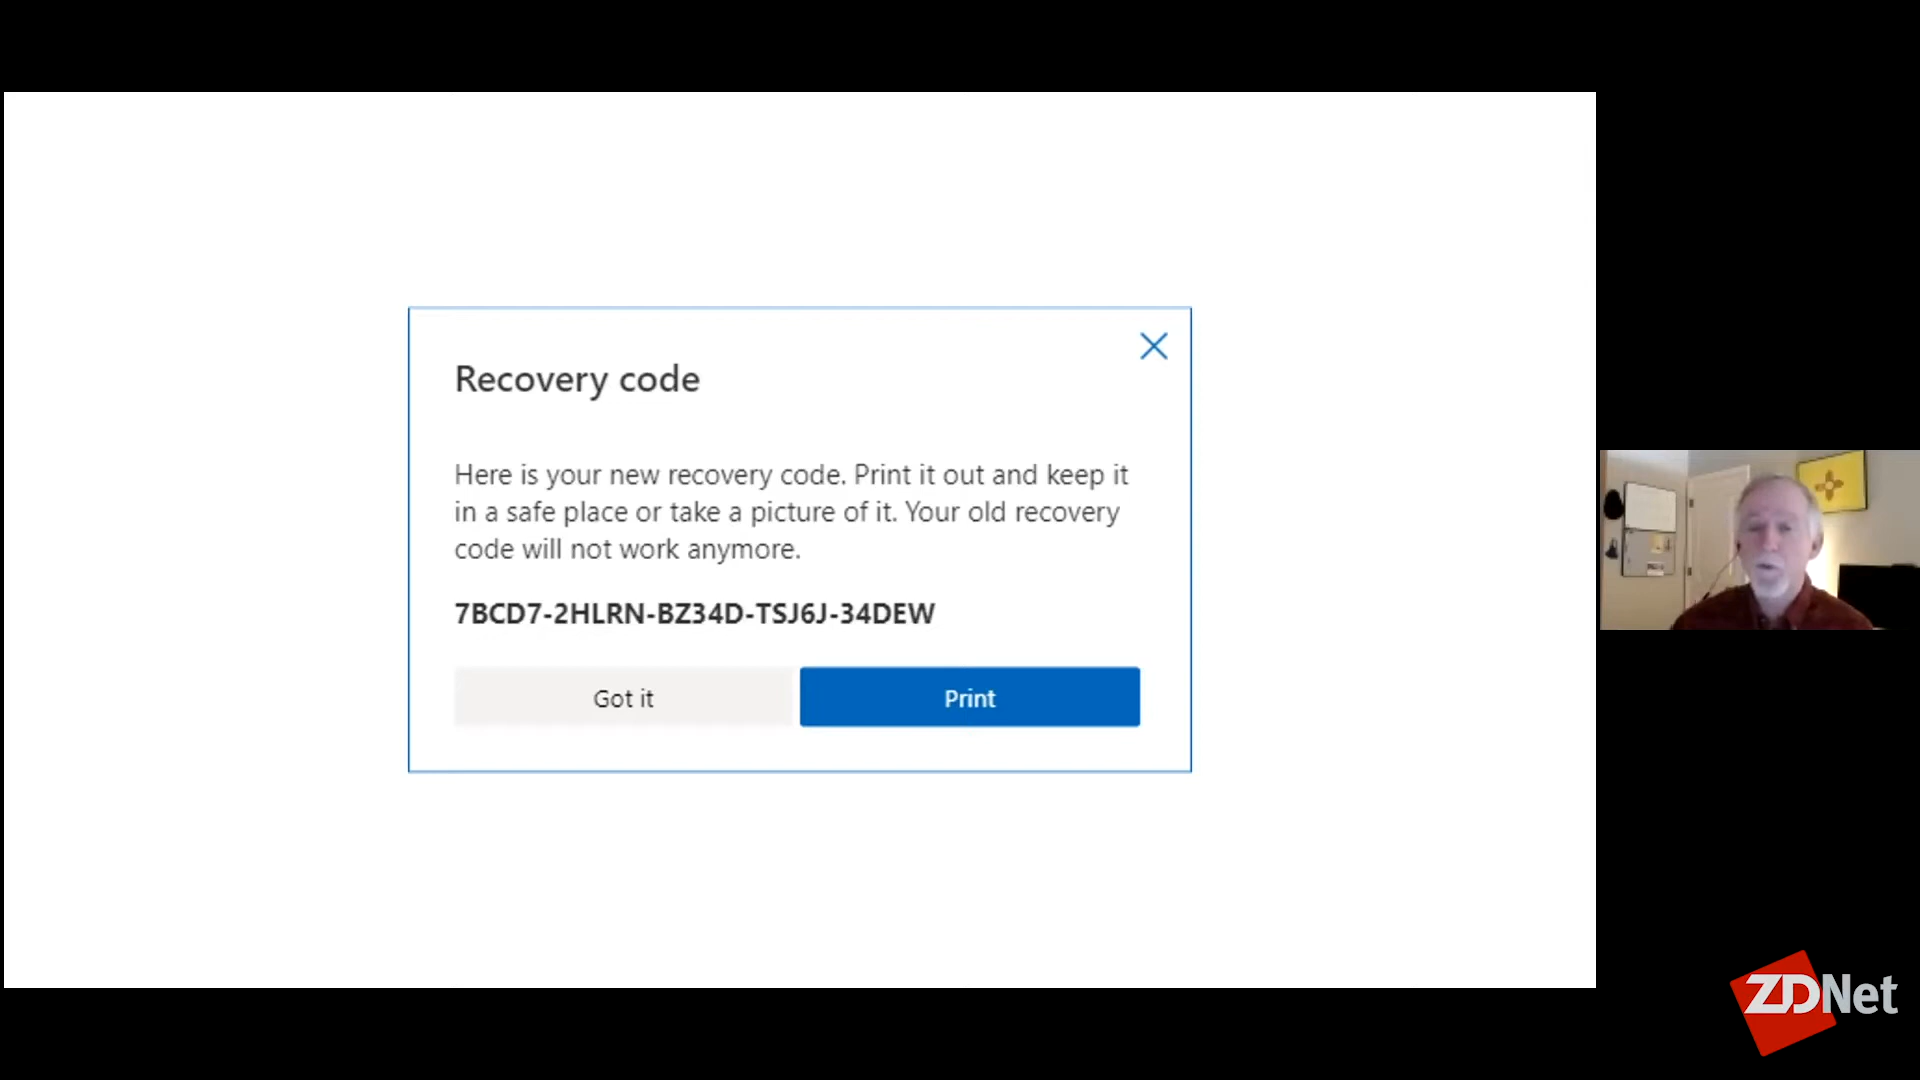 Recovery code
Here is your new recovery code. Print it out and keep it
in a safe place or take a picture of it. Your old recovery
code will not work anymore.
7BCD7-2HLRN-BZ34D-TSJ6J-34DEW
Got it
Print
ZDNet